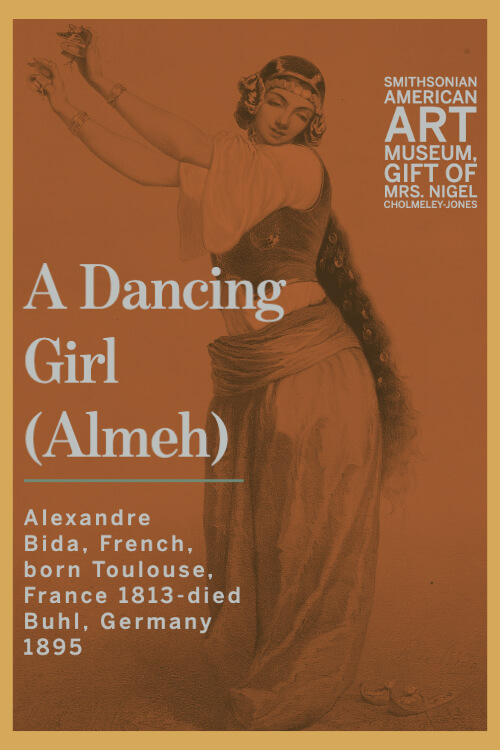 SMITHSONIAN
AMERICAN
ART
MUSEUM,
GIFT OF
MRS. NIGEL
CHOLMELEY-JONES
A Dancing
Girl
(Almeh)
Alexandre
Bida, French,
born Toulouse,
France 1813-died
Buhl, Germany
1895